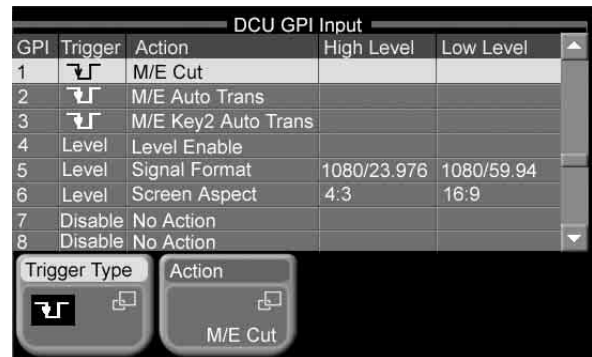 DCU GPI Input
GPI Trigger Action High Level Low Level
1 M/E Cut
2 M/E Auto Trans
3 M/E Key2 Auto Trans
4 Level Level Enable
5 Level Signal Format 1080/23.976 1080/59.94
6 Level Screen Aspect 4:3 16:9
7 Disable No Action
8 Disable No Action
Trigger Type Action
M/E Cut